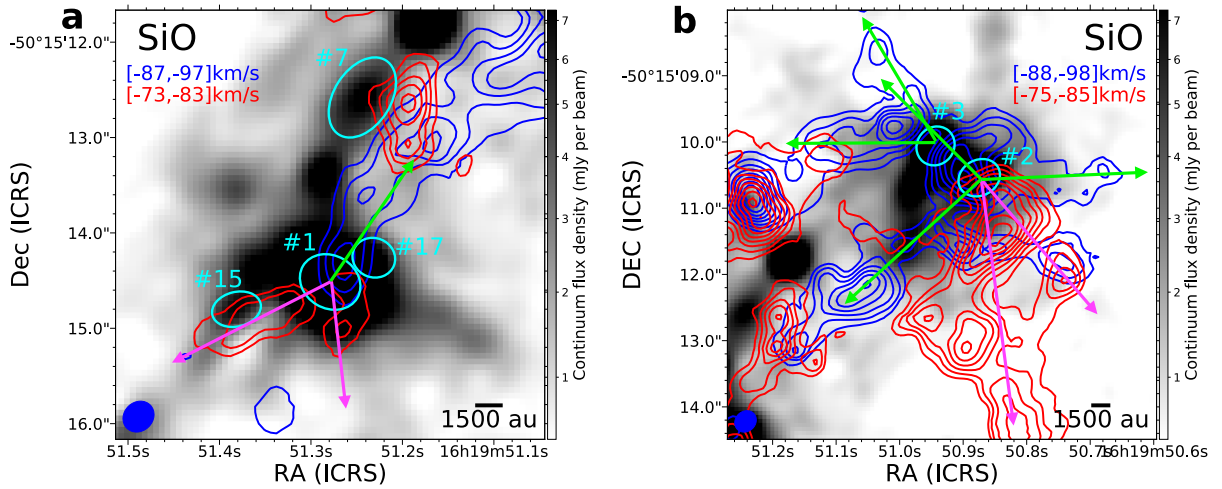 a
SiO
[-87,-97]km/s
[-73,-83]km/s
#7
#1
#17
#15
1500 au
-50°15'12.0"
13.0"
14.0"
15.0"
16.0"
Dec (ICRS)
51.5s
51.4s
51.3s
51.2s
16h19m51.1s
RA (ICRS)
7
6
5
4
3
2
1
Continuum flux density (mJy per beam)
b
SiO
[-88,-98]km/s
[-75,-85]km/s
#3
#2
1500 au
-50°15'09.0"
10.0"
11.0"
12.0"
13.0"
14.0"
DEC (ICRS)
51.2s
51.1s
51.0s
50.9s
50.8s
50.7s
16h19m50.6s
RA (ICRS)
7
6
5
4
3
2
1
Continuum flux density (mJy per beam)